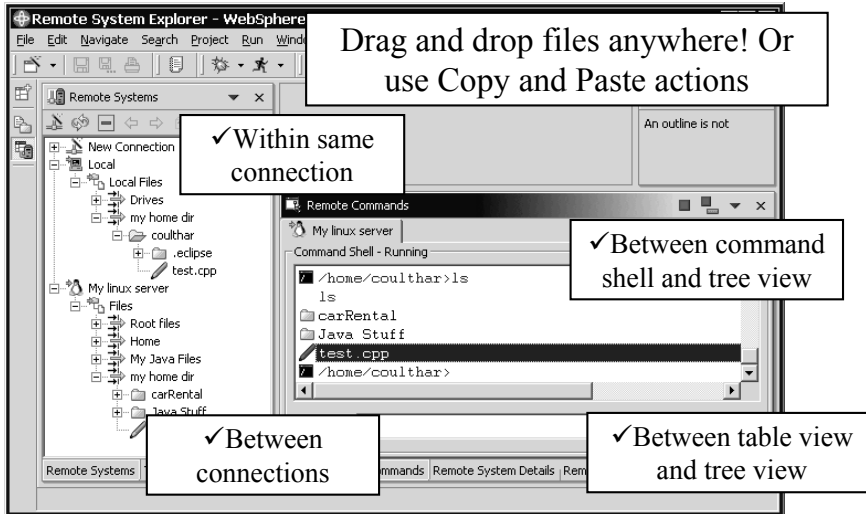 Remote System Explorer - WebSphere
File Edit Navigate Search Project Run
Drag and drop files anywhere! Or
use Copy and Paste actions
Remote Systems
✓Within same
connection
An outline is not
New Connection
Local
Local Files
Drives
my home dir
coulthar
.eclipse
test.cpp
My linux server
Files
Root files
Home
My Java Files
my home dir
carRental
Java Stuff
Remote Commands
My linux server
Command Shell - Running
/home/coulthar>ls
ls
carRental
Java Stuff
test.cpp
/home/coulthar>
✓Between command
shell and tree view
✓Between
connections
✓Between table view
and tree view
Remote Systems
Remote System Details